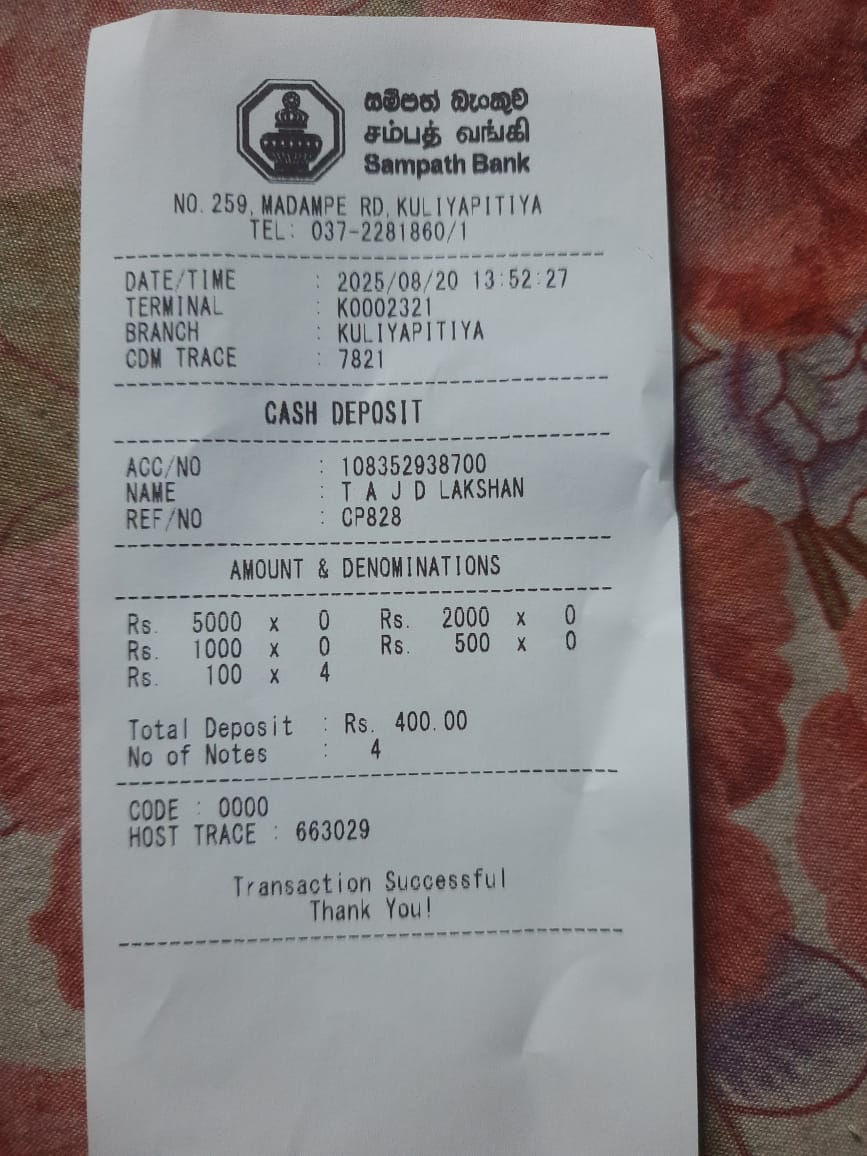 සම්පත් බැංකුව
சம்பத் வங்கி
Sampath Bank
NO. 259, MADAMPE RD, KULIYAPITIYA
TEL: 037-2281860/1
DATE/TIME : 2025/08/20 13:52:27
TERMINAL : K0002321
BRANCH : KULIYAPITIYA
CDM TRACE : 7821
CASH DEPOSIT
ACC/NO : 108352938700
NAME : T A J D LAKSHAN
REF/NO : CP828
AMOUNT & DENOMINATIONS
Rs. 5000 x 0 Rs. 2000 x 0
Rs. 1000 x 0 Rs. 500 x 0
Rs. 100 x 4
Total Deposit : Rs. 400.00
No of Notes : 4
CODE : 0000
HOST TRACE : 663029
Transaction Successful
Thank You!